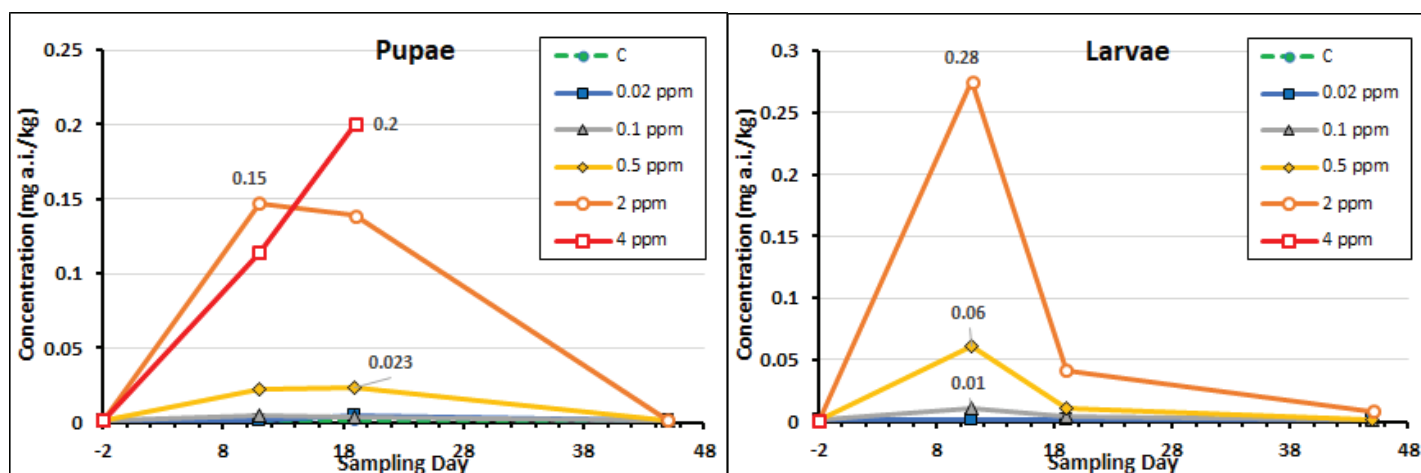 Pupae
Concentration (mg a.i./kg)
0.25
0.2
0.15
0.1
0.05
0
-2
8
18
28
38
48
Sampling Day
0.15
0.2
0.023
C
0.02 ppm
0.1 ppm
0.5 ppm
2 ppm
4 ppm
Larvae
Concentration (mg a.i./kg)
0.3
0.25
0.2
0.15
0.1
0.05
0
-2
8
18
28
38
48
Sampling Day
0.28
0.06
0.01
C
0.02 ppm
0.1 ppm
0.5 ppm
2 ppm
4 ppm